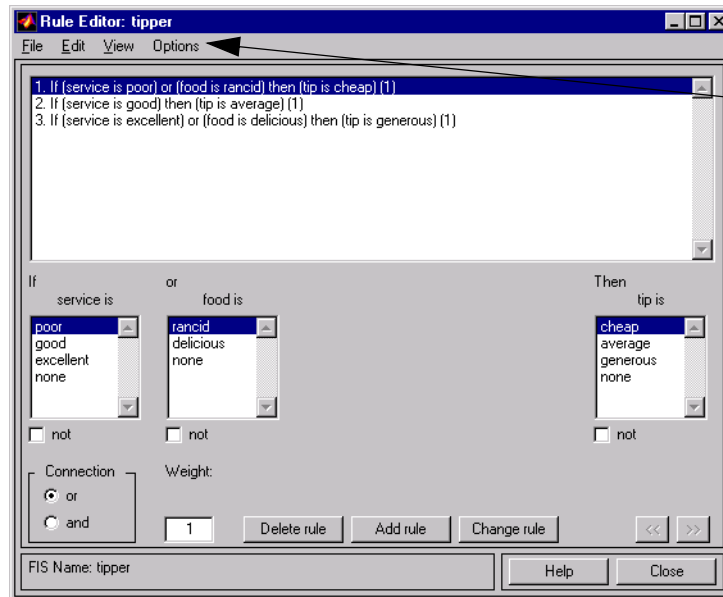 Rule Editor: tipper
File Edit View Options
1. If (service is poor) or (food is rancid) then (tip is cheap) (1)
2. If (service is good) then (tip is average) (1)
3. If (service is excellent) or (food is delicious) then (tip is generous) (1)
If or Then
service is food is tip is
poor rancid cheap
good delicious average
excellent none generous
none none
not not not
Connection Weight:
or
and 1 Delete rule Add rule Change rule << >>
FIS Name: tipper Help Close